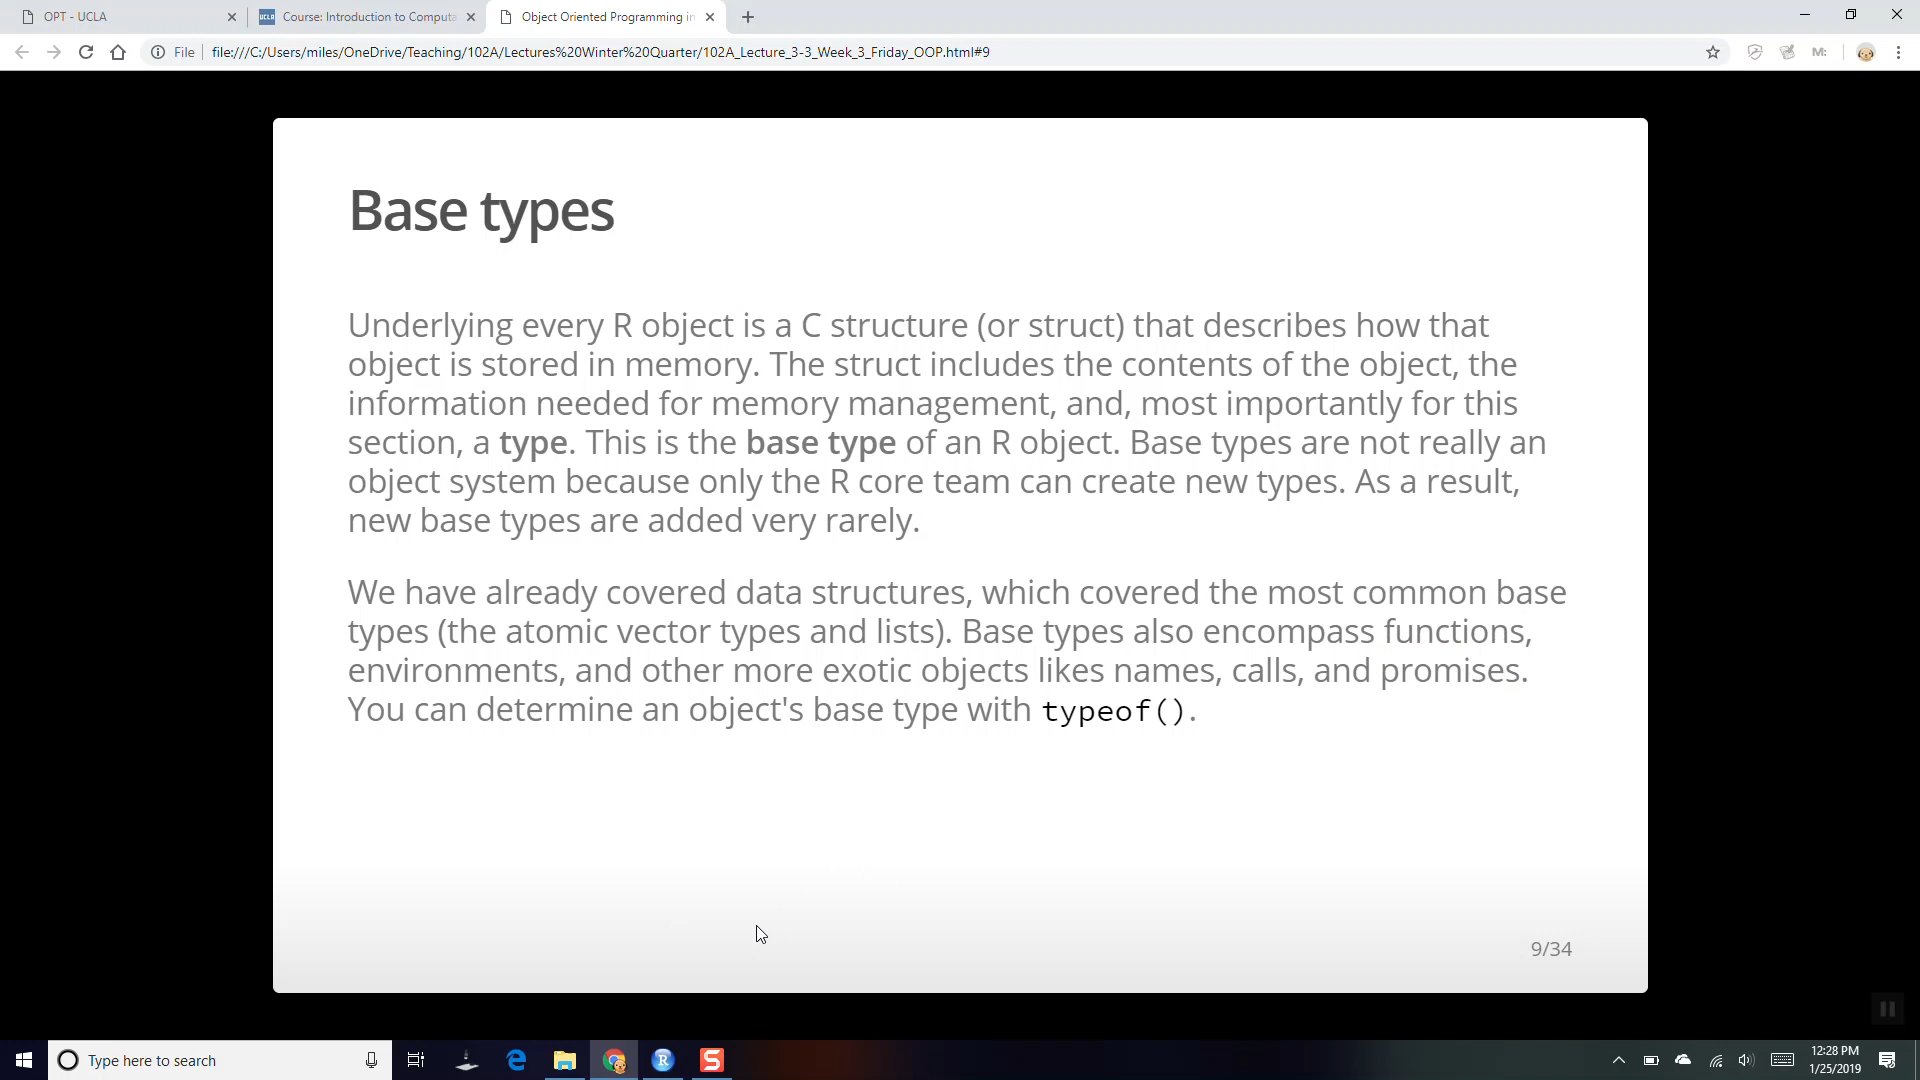 OPT - UCLA
UCLA Course: Introduction to Computa
Object Oriented Programming in
File
file:///C:/Users/miles/OneDrive/Teaching/102A/Lectures%20Winter%20Quarter/102A_Lecture_3-3_Week_3_Friday_OOP.html#9
M:
Base types
Underlying every R object is a C structure (or struct) that describes how that
object is stored in memory. The struct includes the contents of the object, the
information needed for memory management, and, most importantly for this
section, a type. This is the base type of an R object. Base types are not really an
object system because only the R core team can create new types. As a result,
new base types are added very rarely.
We have already covered data structures, which covered the most common base
types (the atomic vector types and lists). Base types also encompass functions,
environments, and other more exotic objects likes names, calls, and promises.
You can determine an object's base type with typeof().
9/34
Type here to search
R
S
12:28 PM
1/25/2019